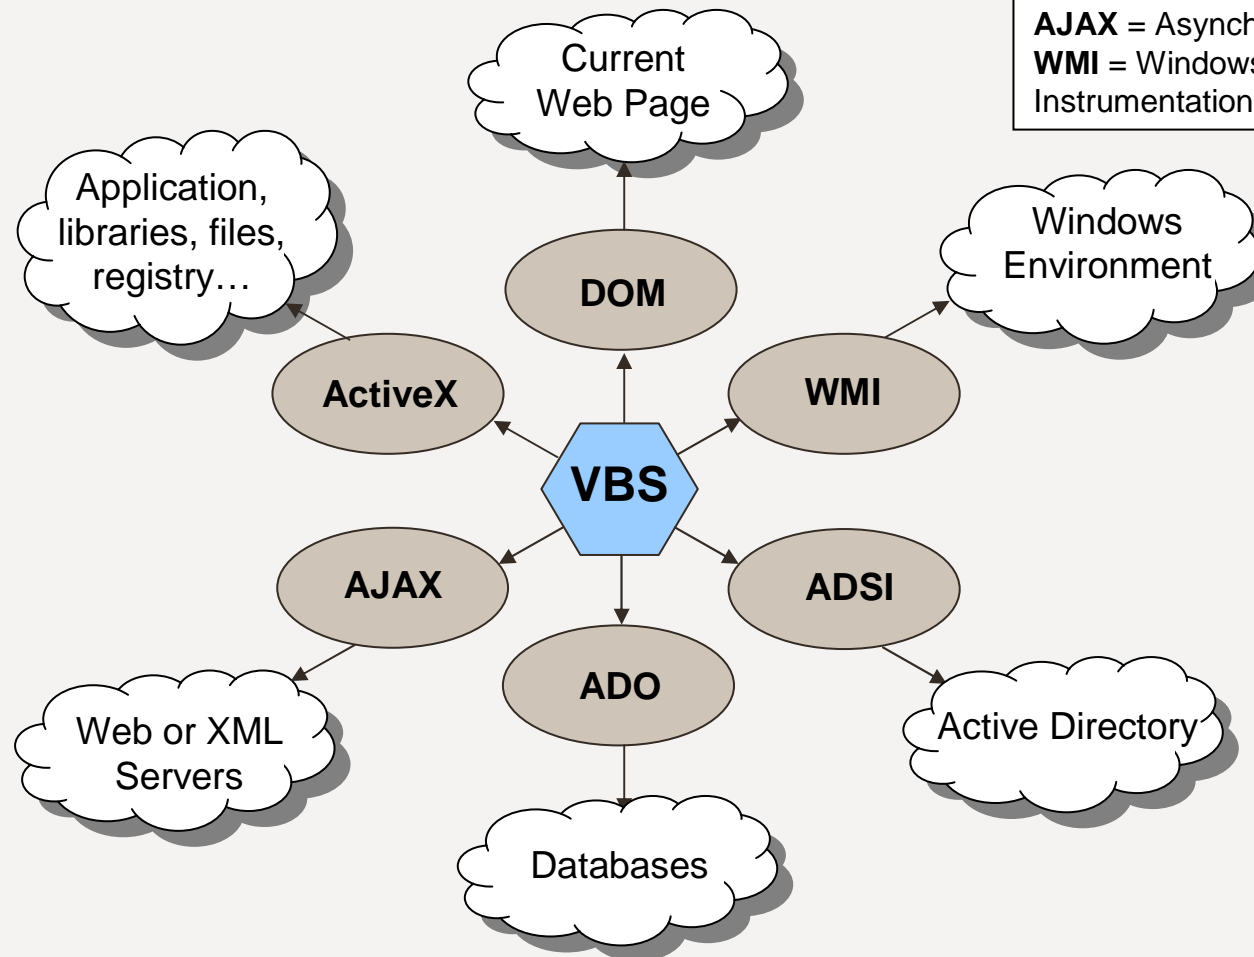 AJAX = Asynch
WMI = Windows
Instrumentation
Current
Web Page
Application,
libraries, files,
registry…
Windows
Environment
DOM
ActiveX
WMI
VBS
AJAX
ADSI
ADO
Web or XML
Servers
Active Directory
Databases